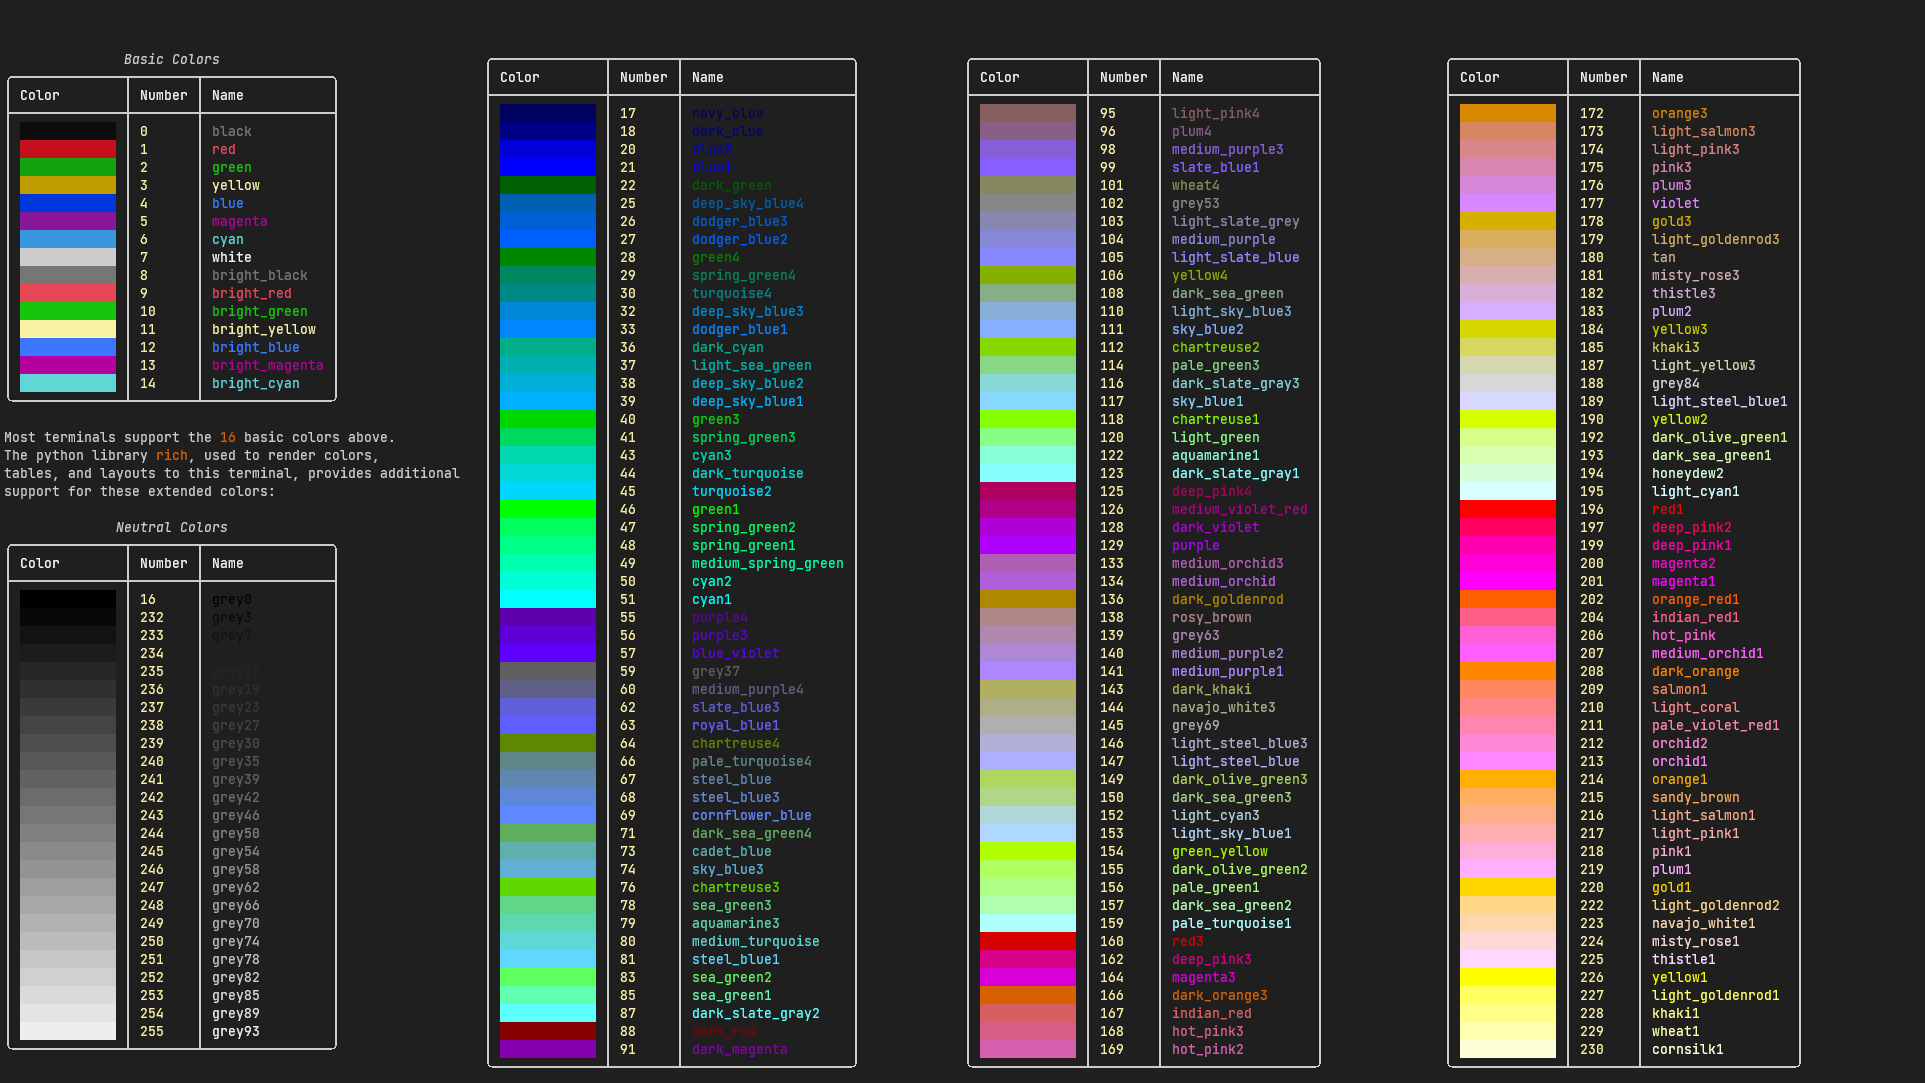 Basic Colors
Color Number Name
0 black
1 red
2 green
3 yellow
4 blue
5 magenta
6 cyan
7 white
8 bright_black
9 bright_red
10 bright_green
11 bright_yellow
12 bright_blue
13 bright_magenta
14 bright_cyan
Most terminals support the 16 basic colors above.
The python library rich, used to render colors,
tables, and layouts to this terminal, provides additional
support for these extended colors:
Neutral Colors
Color Number Name
16 grey0
232 grey3
233 grey7
234
235 grey15
236 grey19
237 grey23
238 grey27
239 grey30
240 grey35
241 grey39
242 grey42
243 grey46
244 grey50
245 grey54
246 grey58
247 grey62
248 grey66
249 grey70
250 grey74
251 grey78
252 grey82
253 grey85
254 grey89
255 grey93
Color Number Name
17 navy_blue
18 dark_blue
20 blue3
21 blue1
22 dark_green
25 deep_sky_blue4
26 dodger_blue3
27 dodger_blue2
28 green4
29 spring_green4
30 turquoise4
32 deep_sky_blue3
33 dodger_blue1
36 dark_cyan
37 light_sea_green
38 deep_sky_blue2
39 deep_sky_blue1
40 green3
41 spring_green3
43 cyan3
44 dark_turquoise
45 turquoise2
46 green1
47 spring_green2
48 spring_green1
49 medium_spring_green
50 cyan2
51 cyan1
55 purple4
56 purple3
57 blue_violet
59 grey37
60 medium_purple4
62 slate_blue3
63 royal_blue1
64 chartreuse4
66 pale_turquoise4
67 steel_blue
68 steel_blue3
69 cornflower_blue
71 dark_sea_green4
73 cadet_blue
74 sky_blue3
76 chartreuse3
78 sea_green3
79 aquamarine3
80 medium_turquoise
81 steel_blue1
83 sea_green2
85 sea_green1
87 dark_slate_gray2
88 dark_red
91 dark_magenta
Color Number Name
95 light_pink4
96 plum4
98 medium_purple3
99 slate_blue1
101 wheat4
102 grey53
103 light_slate_grey
104 medium_purple
105 light_slate_blue
106 yellow4
108 dark_sea_green
110 light_sky_blue3
111 sky_blue2
112 chartreuse2
114 pale_green3
116 dark_slate_gray3
117 sky_blue1
118 chartreuse1
120 light_green
122 aquamarine1
123 dark_slate_gray1
125 deep_pink4
126 medium_violet_red
128 dark_violet
129 purple
133 medium_orchid3
134 medium_orchid
136 dark_goldenrod
138 rosy_brown
139 grey63
140 medium_purple2
141 medium_purple1
143 dark_khaki
144 navajo_white3
145 grey69
146 light_steel_blue3
147 light_steel_blue
149 dark_olive_green3
150 dark_sea_green3
152 light_cyan3
153 light_sky_blue1
154 green_yellow
155 dark_olive_green2
156 pale_green1
157 dark_sea_green2
159 pale_turquoise1
160 red3
162 deep_pink3
164 magenta3
166 dark_orange3
167 indian_red
168 hot_pink3
169 hot_pink2
Color Number Name
172 orange3
173 light_salmon3
174 light_pink3
175 pink3
176 plum3
177 violet
178 gold3
179 light_goldenrod3
180 tan
181 misty_rose3
182 thistle3
183 plum2
184 yellow3
185 khaki3
187 light_yellow3
188 grey84
189 light_steel_blue1
190 yellow2
192 dark_olive_green1
193 dark_sea_green1
194 honeydew2
195 light_cyan1
196 red1
197 deep_pink2
199 deep_pink1
200 magenta2
201 magenta1
202 orange_red1
204 indian_red1
206 hot_pink
207 medium_orchid1
208 dark_orange
209 salmon1
210 light_coral
211 pale_violet_red1
212 orchid2
213 orchid1
214 orange1
215 sandy_brown
216 light_salmon1
217 light_pink1
218 pink1
219 plum1
220 gold1
222 light_goldenrod2
223 navajo_white1
224 misty_rose1
225 thistle1
226 yellow1
227 light_goldenrod1
228 khaki1
229 wheat1
230 cornsilk1